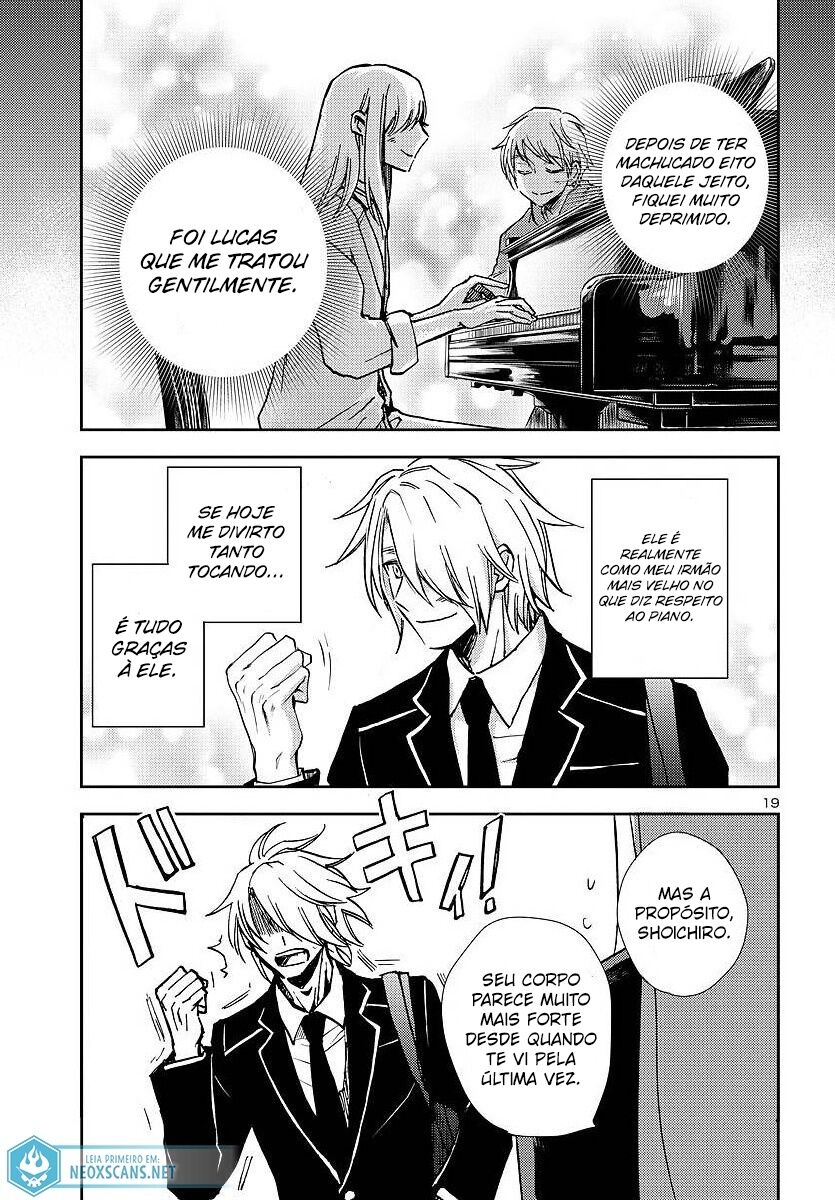 DEPOIS DE TER
MACHUCADO EITO
DAQUELE JEITO,
FIQUEI MUITO
DEPRIMIDO.
FOI LUCAS
QUE ME TRATOU
GENTILMENTE.
ELE É
REALMENTE
COMO MEU IRMÃO
MAIS VELHO NO
QUE DIZ RESPEITO
AO PIANO.
SE HOJE
ME DIVIRTO
TANTO
TOCANDO...
É TUDO
GRAÇAS
À ELE.
19
MAS A
PROPÓSITO,
SHOICHIRO.
SEU CORPO
PARECE MUITO
MAIS FORTE
DESDE QUANDO
TE VI PELA
ÚLTIMA VEZ.
ドキィ!
LEIA PRIMEIRO EM:
NEOXSCANS.NET